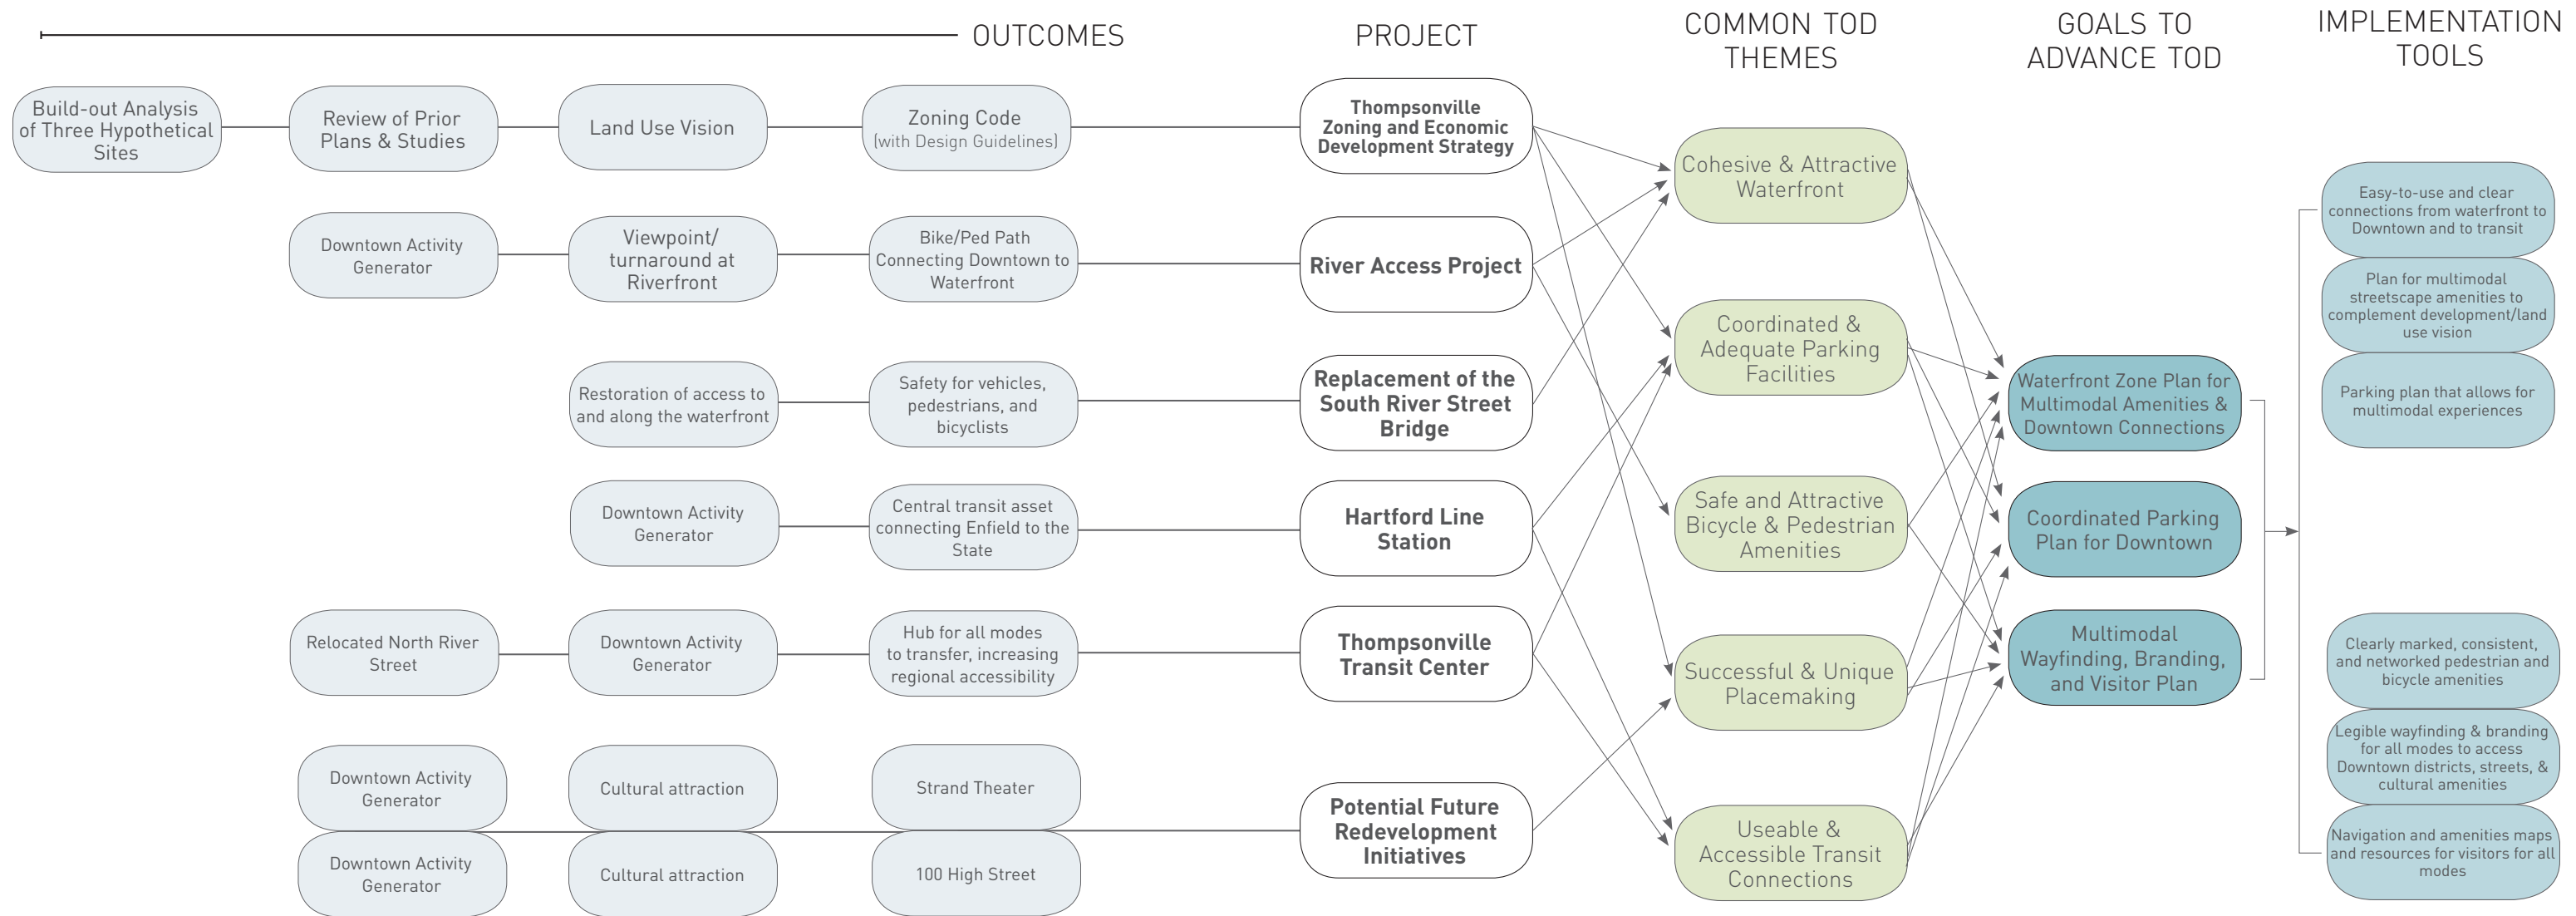 OUTCOMES
PROJECT
COMMON TOD
THEMES
GOALS TO
ADVANCE TOD
IMPLEMENTATION
TOOLS
Build-out Analysis
of Three Hypothetical
Sites
Review of Prior
Plans & Studies
Land Use Vision
Zoning Code
(with Design Guidelines)
Thompsonville
Zoning and Economic
Development Strategy
Downtown Activity
Generator
Viewpoint/
turnaround at
Riverfront
Bike/Ped Path
Connecting Downtown to
Waterfront
River Access Project
Restoration of access to
and along the waterfront
Safety for vehicles,
pedestrians, and
bicyclists
Replacement of the
South River Street
Bridge
Downtown Activity
Generator
Central transit asset
connecting Enfield to the
State
Hartford Line
Station
Relocated North River
Street
Downtown Activity
Generator
Hub for all modes
to transfer, increasing
regional accessibility
Thompsonville
Transit Center
Downtown Activity
Generator
Cultural attraction
Strand Theater
Downtown Activity
Generator
Cultural attraction
100 High Street
Potential Future
Redevelopment
Initiatives
Cohesive & Attractive
Waterfront
Coordinated &
Adequate Parking
Facilities
Safe and Attractive
Bicycle & Pedestrian
Amenities
Successful & Unique
Placemaking
Useable &
Accessible Transit
Connections
Waterfront Zone Plan for
Multimodal Amenities &
Downtown Connections
Coordinated Parking
Plan for Downtown
Multimodal
Wayfinding, Branding,
and Visitor Plan
Easy-to-use and clear
connections from waterfront to
Downtown and to transit
Plan for multimodal
streetscape amenities to
complement development/land
use vision
Parking plan that allows for
multimodal experiences
Clearly marked, consistent,
and networked pedestrian and
bicycle amenities
Legible wayfinding & branding
for all modes to access
Downtown districts, streets, &
cultural amenities
Navigation and amenities maps
and resources for visitors for all
modes